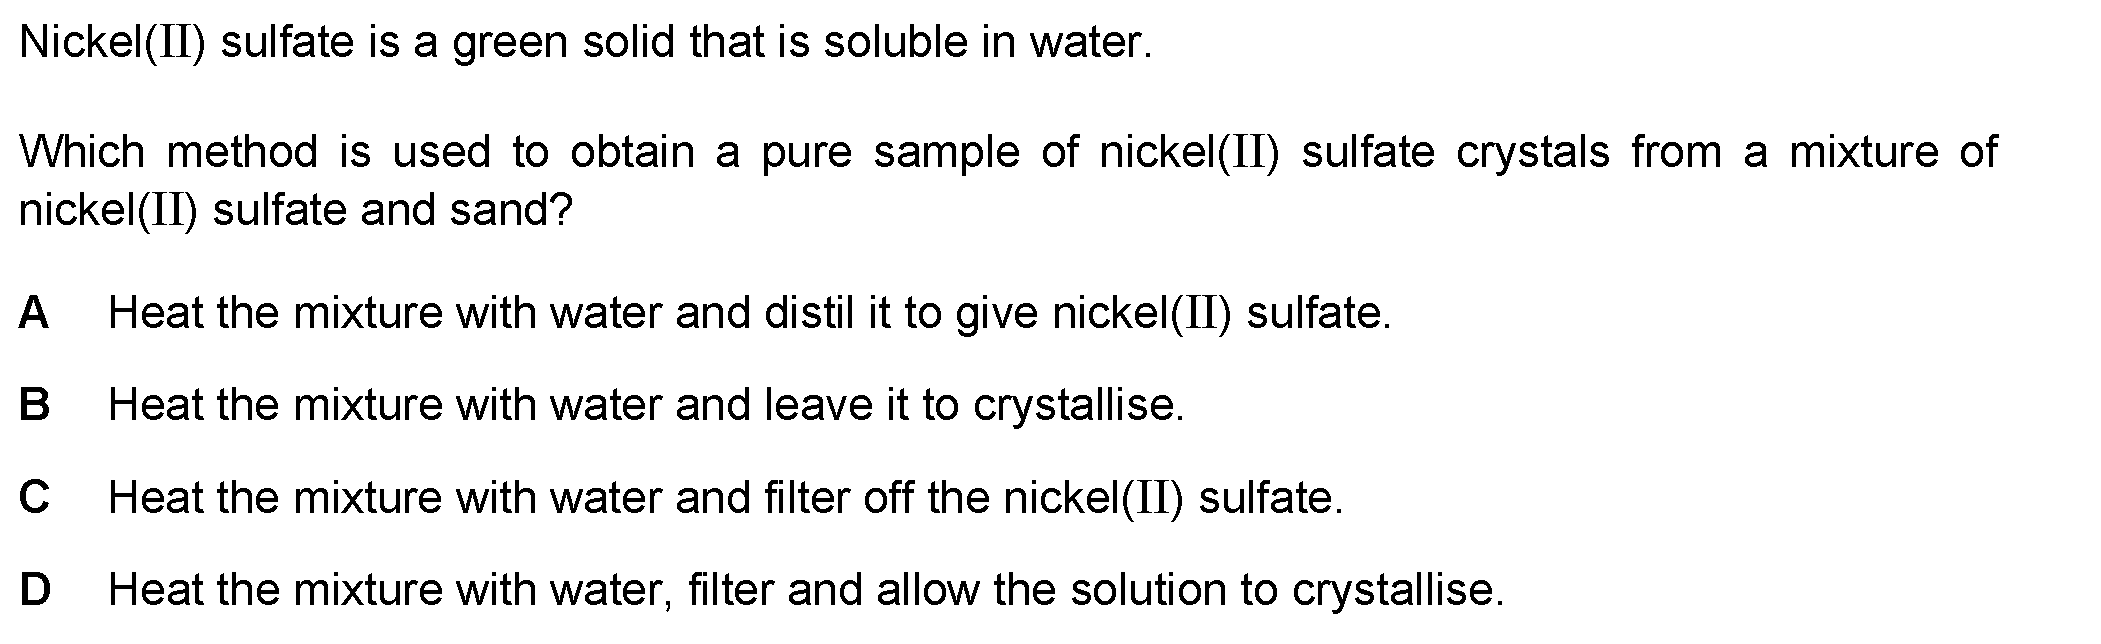 Nickel(II) sulfate is a green solid that is soluble in water.
Which method is used to obtain a pure sample of nickel(II) sulfate crystals from a mixture of
nickel(II) sulfate and sand?
A Heat the mixture with water and distil it to give nickel(II) sulfate.
B Heat the mixture with water and leave it to crystallise.
C Heat the mixture with water and filter off the nickel(II) sulfate.
D Heat the mixture with water, filter and allow the solution to crystallise.